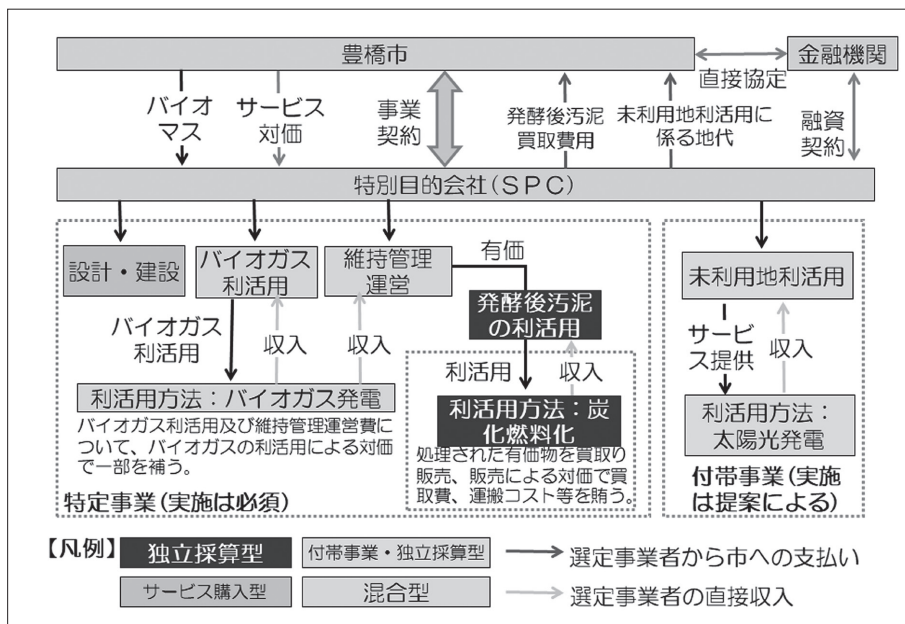 豊橋市
金融機関
直接協定
バイオ
マス
サービス
対価
事業
契約
発酵後汚泥
買取費用
未利用地利活用に
係る地代
融資
契約
特別目的会社(SPC)
設計・建設
バイオガス
利活用
維持管理
運営
有価
発酵後汚泥
の利活用
未利用地利活用
バイオガス
利活用
収入
収入
利活用
収入
サービ
ス提供
収入
利活用方法:バイオガス発電
利活用方法:炭
化燃料化
利活用方法:
太陽光発電
バイオガス利活用及び維持管理運営費に
ついて、バイオガスの利用による対価
で一部を補う。
処理された有価物を買取り
販売、販売による対価で買
取費、運搬コスト等を賄う。
特定事業(実施は必須)
付帯事業(実施
は提案による)
【凡例】
独立採算型
付帯事業・独立採算型
選定事業者から市への支払い
サービス購入型
混合型
選定事業者の直接収入